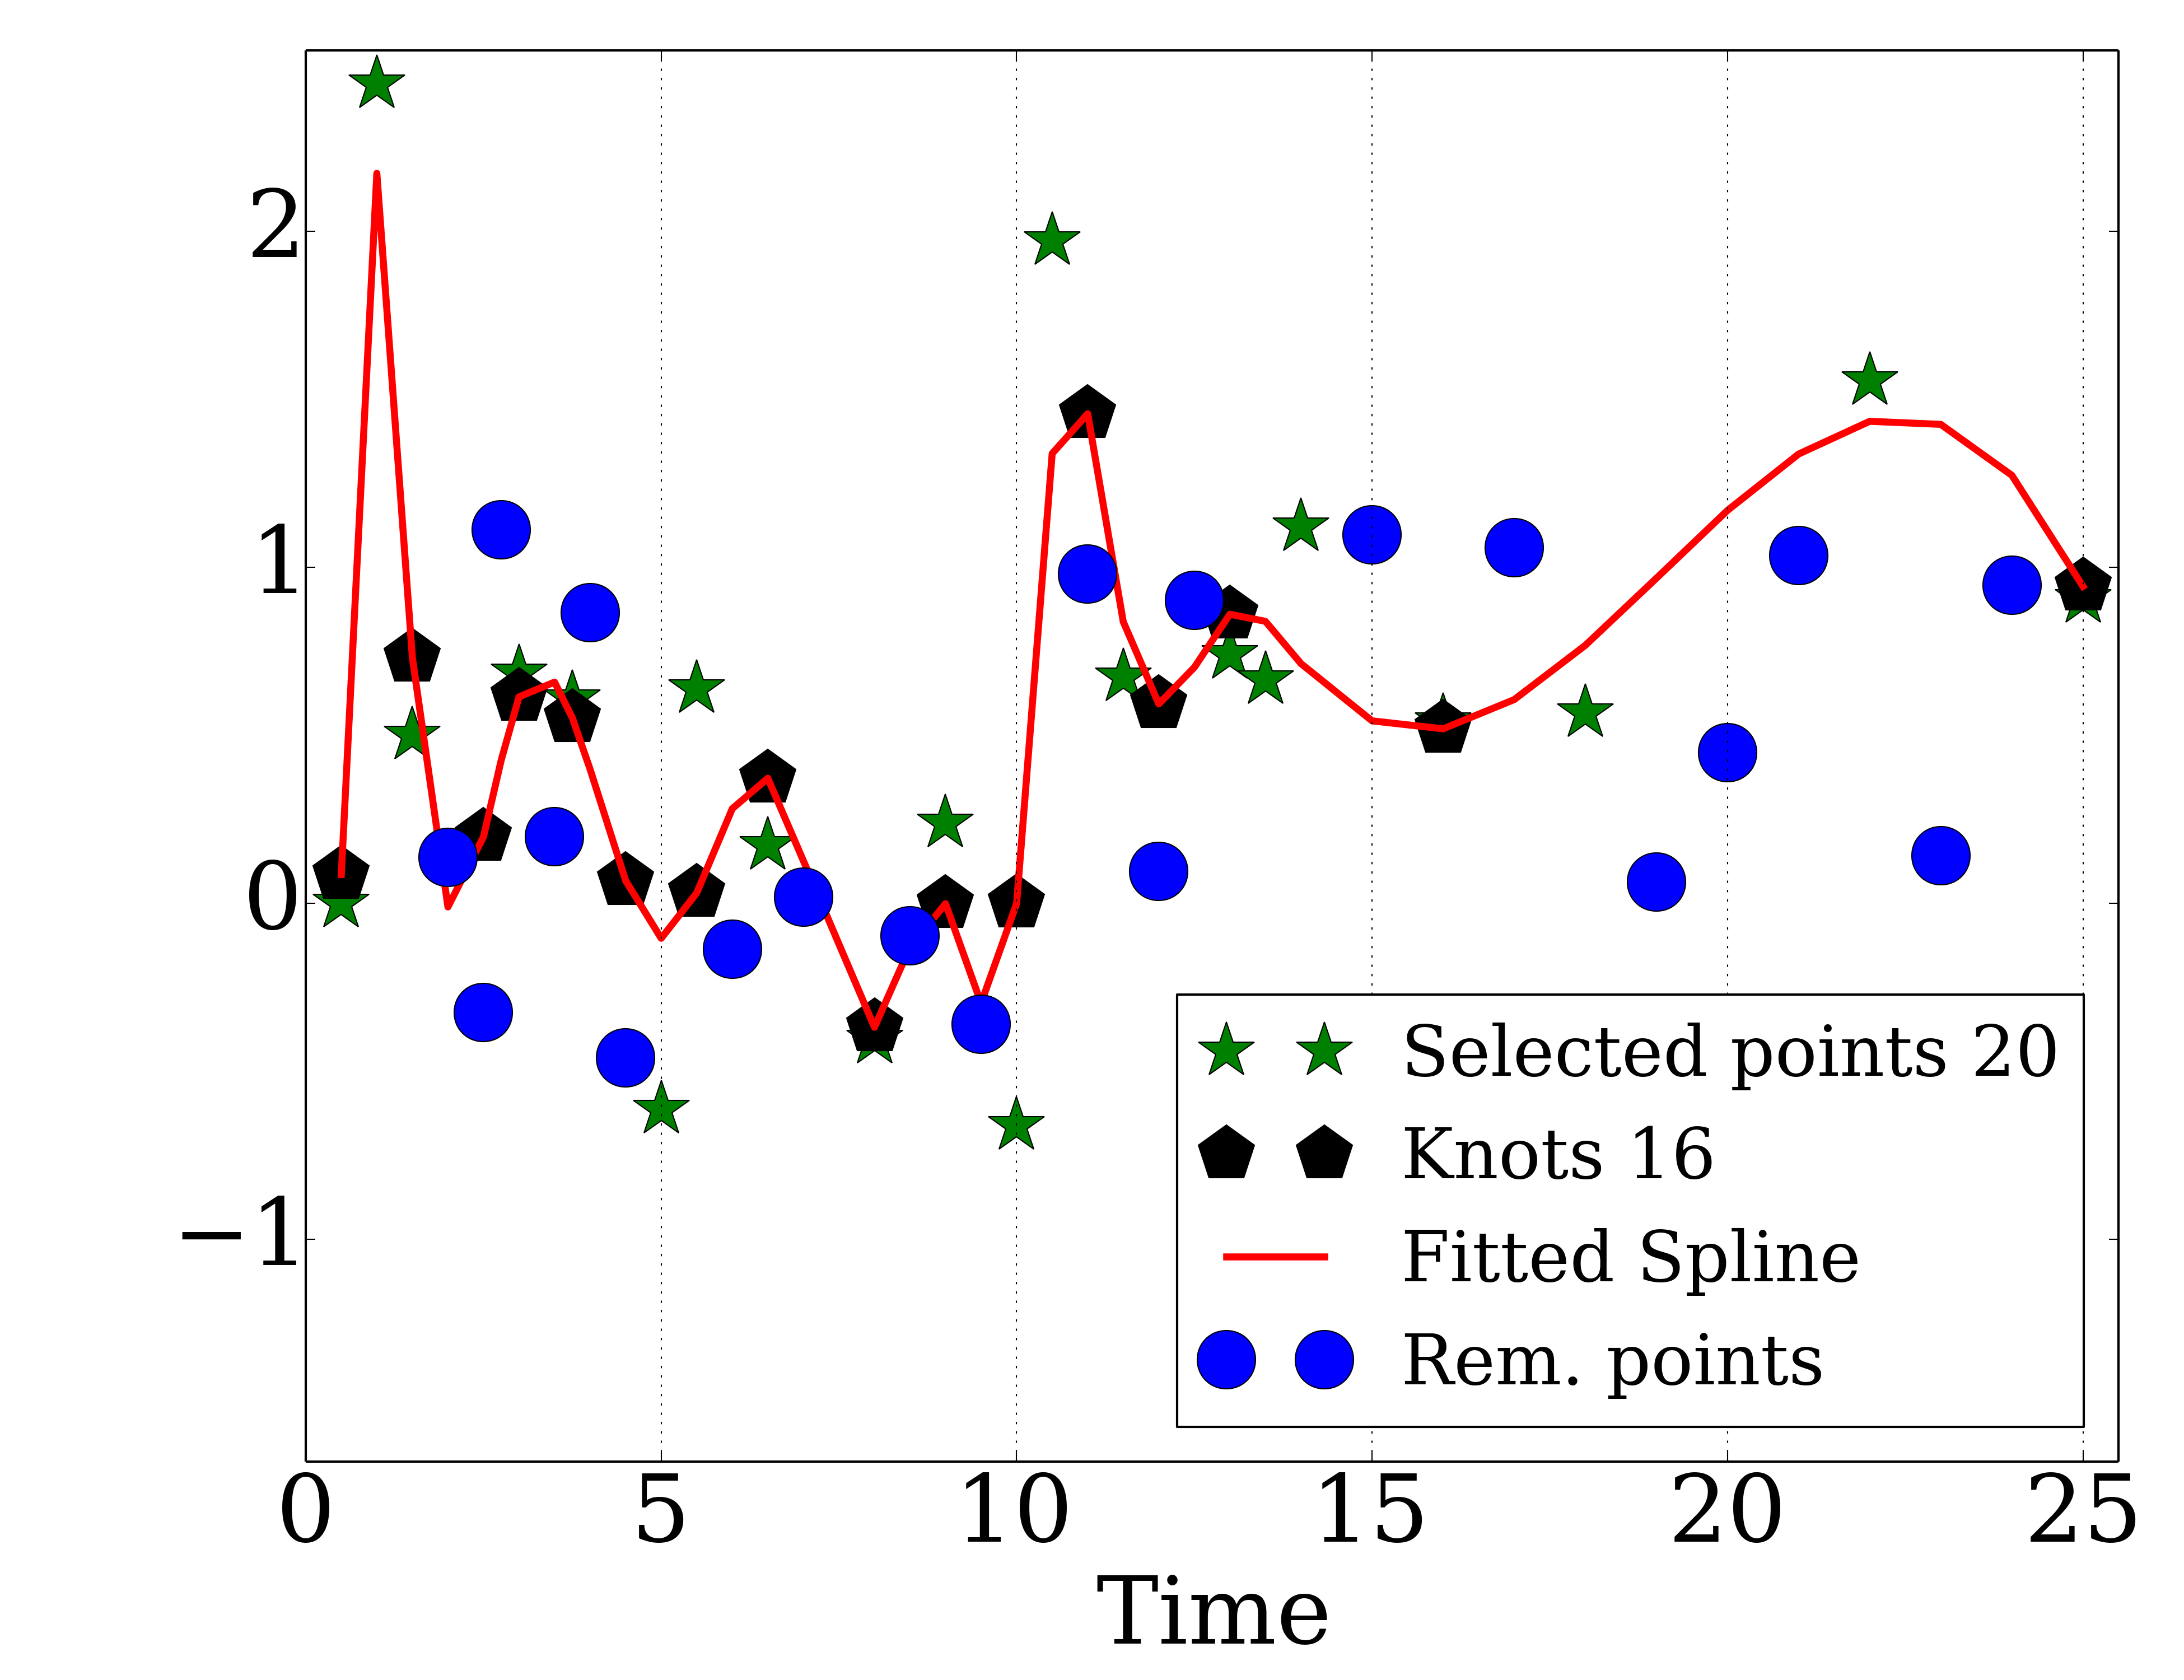 2
1
0
−1
0 5 10 15 20 25
Time
Selected points 20
Knots 16
Fitted Spline
Rem. points